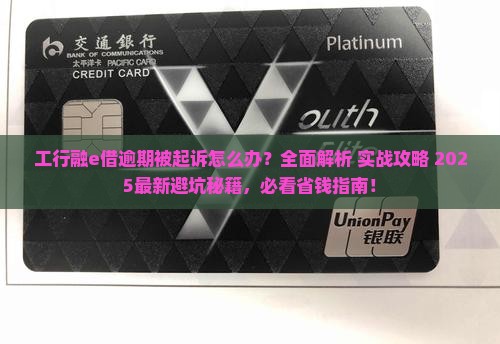 交通銀行
BANK OF COMMUNICATIONS
太平洋卡 PACIFIC CARD
CREDIT CARD
Platinum
outh
Elite
工行融e借逾期被起诉怎么办？全面解析 实战攻略 202
5最新避坑秘籍，必看省钱指南！
UnionPay
银联